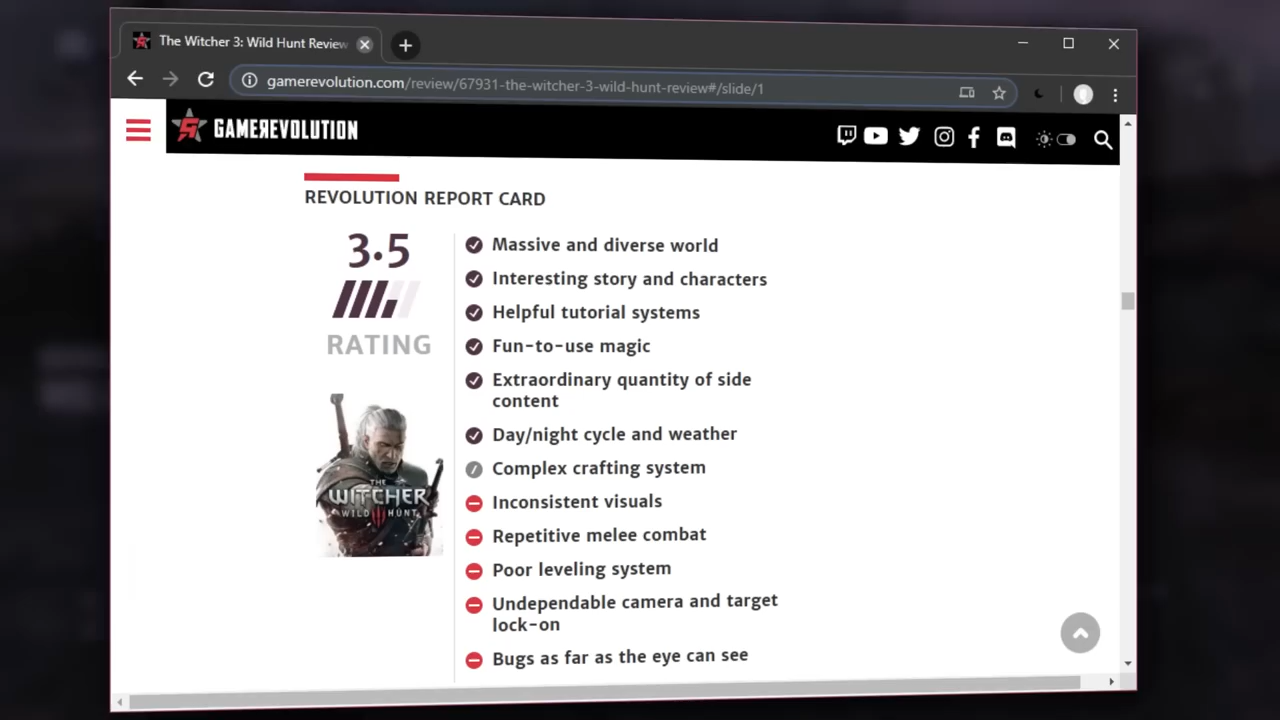 The Witcher 3: Wild Hunt Review
gamerevolution.com/review/67931-the-witcher-3-wild-hunt-review#/slide/1
GAMEREVOLUTION
REVOLUTION REPORT CARD
3.5
RATING
THE
WITCHER
WILD HUNT
Massive and diverse world
Interesting story and characters
Helpful tutorial systems
Fun-to-use magic
Extraordinary quantity of side
content
Day/night cycle and weather
Complex crafting system
Inconsistent visuals
Repetitive melee combat
Poor leveling system
Undependable camera and target
lock-on
Bugs as far as the eye can see